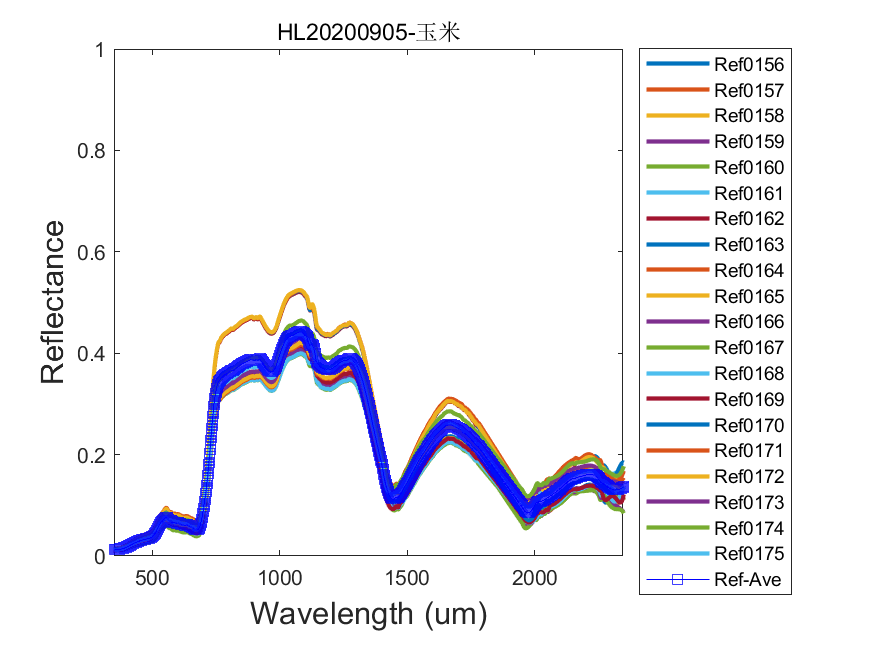 HL20200905-玉米
1
0.8
0.6
0.4
0.2
0
Reflectance
500
1000
1500
2000
Wavelength (um)
Ref0156
Ref0157
Ref0158
Ref0159
Ref0160
Ref0161
Ref0162
Ref0163
Ref0164
Ref0165
Ref0166
Ref0167
Ref0168
Ref0169
Ref0170
Ref0171
Ref0172
Ref0173
Ref0174
Ref0175
Ref-Ave